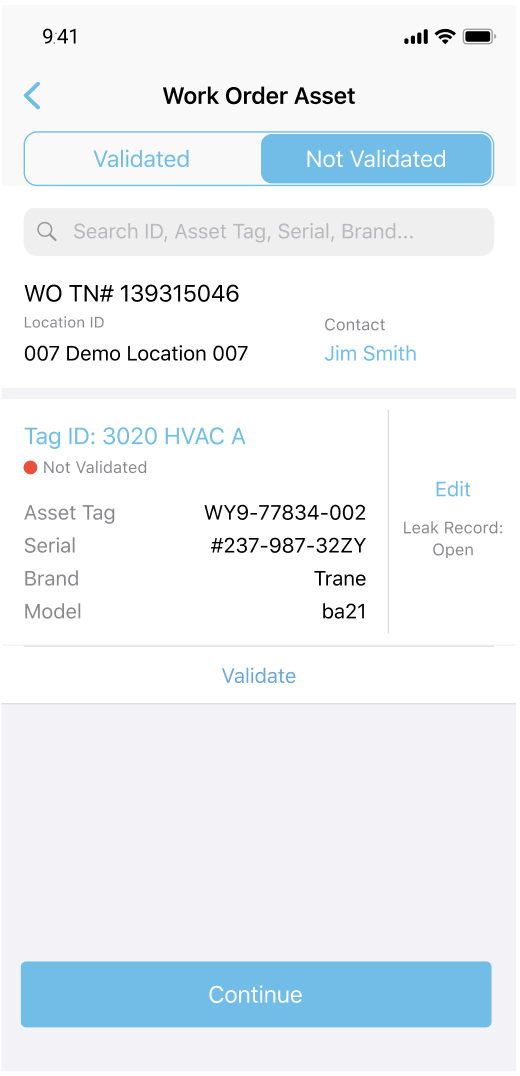 9:41
Work Order Asset
Validated Not Validated
Search ID, Asset Tag, Serial, Brand...
WO TN# 139315046
Location ID Contact
007 Demo Location 007 Jim Smith
Tag ID: 3020 HVAC A
Not Validated
Edit
Leak Record:
Open
Asset Tag WY9-77834-002
Serial #237-987-32ZY
Brand Trane
Model ba21
Validate
Continue